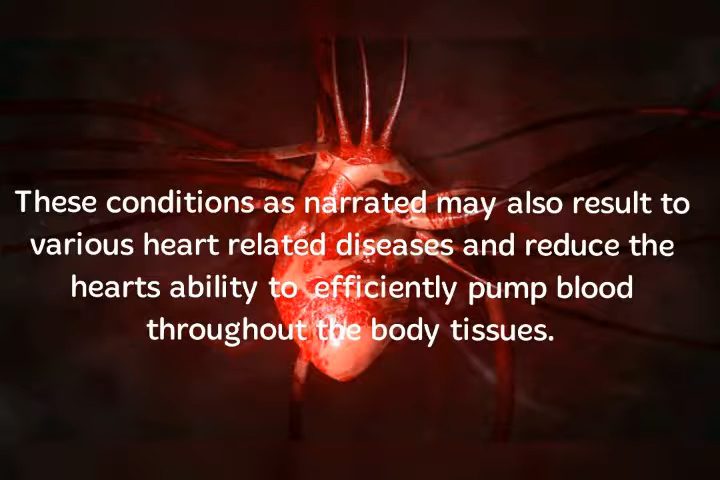 These conditions as narrated may also result to
various heart related diseases and reduce the
hearts ability to efficiently pump blood
throughout the body tissues.